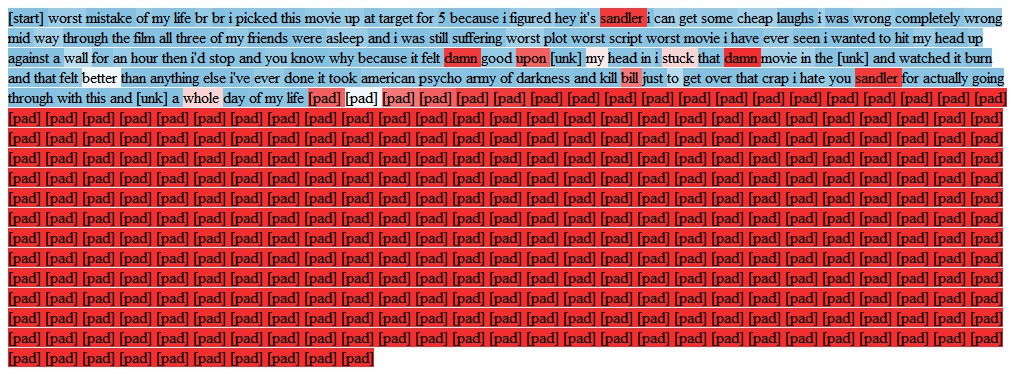 [start] worst mistake of my life br br i picked this movie up at target for 5 because i figured hey it's sandler i can get some cheap laughs i was wrong completely wrong
mid way through the film all three of my friends were asleep and i was still suffering worst plot worst script worst movie i have ever seen i wanted to hit my head up
against a wall for an hour then i'd stop and you know why because it felt damn good upon [unk] my head in i stuck that damn movie in the [unk] and watched it burn
and that felt better than anything else i've ever done it took american psycho army of darkness and kill bill just to get over that crap i hate you sandler for actually going
through with this and [unk] a whole day of my life [pad] [pad] [pad] [pad] [pad] [pad] [pad] [pad] [pad] [pad] [pad] [pad] [pad] [pad] [pad] [pad] [pad] [pad] [pad]
[pad] [pad] [pad] [pad] [pad] [pad] [pad] [pad] [pad] [pad] [pad] [pad] [pad] [pad] [pad] [pad] [pad] [pad] [pad] [pad] [pad] [pad] [pad] [pad] [pad] [pad] [pad]
[pad] [pad] [pad] [pad] [pad] [pad] [pad] [pad] [pad] [pad] [pad] [pad] [pad] [pad] [pad] [pad] [pad] [pad] [pad] [pad] [pad] [pad] [pad] [pad] [pad] [pad] [pad]
[pad] [pad] [pad] [pad] [pad] [pad] [pad] [pad] [pad] [pad] [pad] [pad] [pad] [pad] [pad] [pad] [pad] [pad] [pad] [pad] [pad] [pad] [pad] [pad] [pad] [pad] [pad]
[pad] [pad] [pad] [pad] [pad] [pad] [pad] [pad] [pad] [pad] [pad] [pad] [pad] [pad] [pad] [pad] [pad] [pad] [pad] [pad] [pad] [pad] [pad] [pad] [pad] [pad] [pad]
[pad] [pad] [pad] [pad] [pad] [pad] [pad] [pad] [pad] [pad] [pad] [pad] [pad] [pad] [pad] [pad] [pad] [pad] [pad] [pad] [pad] [pad] [pad] [pad] [pad] [pad] [pad]
[pad] [pad] [pad] [pad] [pad] [pad] [pad] [pad] [pad] [pad] [pad] [pad] [pad] [pad] [pad] [pad] [pad] [pad] [pad] [pad] [pad] [pad] [pad] [pad] [pad] [pad] [pad]
[pad] [pad] [pad] [pad] [pad] [pad] [pad] [pad] [pad] [pad] [pad] [pad] [pad] [pad] [pad] [pad] [pad] [pad] [pad] [pad] [pad] [pad] [pad] [pad] [pad] [pad] [pad]
[pad] [pad] [pad] [pad] [pad] [pad] [pad] [pad] [pad] [pad] [pad] [pad] [pad] [pad] [pad] [pad] [pad] [pad] [pad] [pad] [pad] [pad] [pad] [pad] [pad] [pad] [pad]
[pad] [pad] [pad] [pad] [pad] [pad] [pad] [pad] [pad] [pad] [pad] [pad] [pad] [pad] [pad] [pad] [pad] [pad] [pad] [pad] [pad] [pad] [pad] [pad] [pad] [pad] [pad]
[pad] [pad] [pad] [pad] [pad] [pad] [pad] [pad] [pad] [pad] [pad] [pad] [pad] [pad] [pad] [pad] [pad] [pad] [pad] [pad] [pad] [pad] [pad] [pad] [pad] [pad] [pad]
[pad] [pad] [pad] [pad] [pad] [pad] [pad] [pad] [pad] [pad] [pad] [pad] [pad] [pad] [pad] [pad] [pad] [pad] [pad] [pad] [pad] [pad] [pad] [pad] [pad] [pad] [pad]
[pad] [pad] [pad] [pad] [pad] [pad] [pad] [pad] [pad] [pad] [pad] [pad] [pad] [pad] [pad] [pad] [pad] [pad] [pad] [pad] [pad] [pad] [pad] [pad] [pad] [pad] [pad]
[pad] [pad] [pad] [pad] [pad] [pad] [pad] [pad] [pad] [pad]